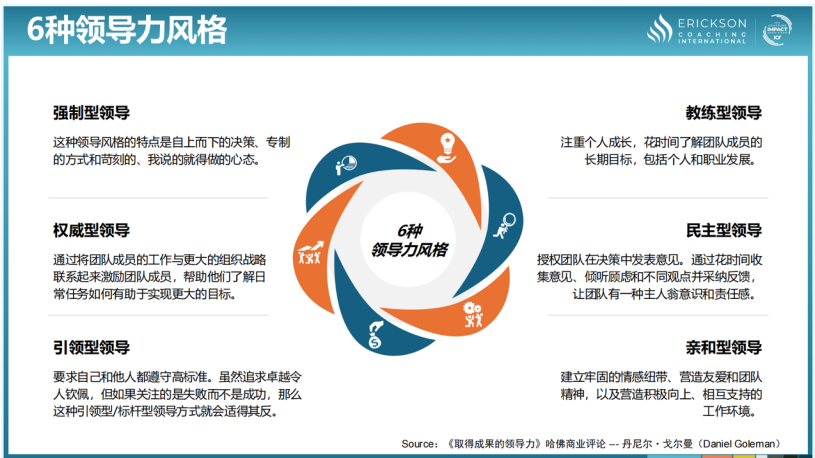 6种领导力风格
ERICKSON
COACHING
INTERNATIONAL
IMPACT
ICF
强制型领导
这种领导风格的特点是自上而下的决策、专制
的方式和苛刻的、我说的就得做的心态。
权威型领导
通过将团队成员的工作与更大的组织战略
联系起来激励团队成员，帮助他们了解日
常任务如何有助于实现更大的目标。
引领型领导
要求自己和他人都遵守高标准。虽然追求卓越令
人钦佩，但如果关注的是失败而不是成功，那么
这种引领型/标杆型领导方式就会适得其反。
6种
领导力风格
教练型领导
注重个人成长，花时间了解团队成员的
长期目标，包括个人和职业发展。
民主型领导
授权团队在决策中发表意见。通过花时间收
集意见、倾听顾虑和不同观点并采纳反馈，
让团队有一种主人翁意识和责任感。
亲和型领导
建立牢固的情感纽带、营造友爱和团队
精神，以及营造积极向上、相互支持的
工作环境。
Source: 《取得成果的领导力》哈佛商业评论 --- 丹尼尔·戈尔曼（Daniel Goleman）